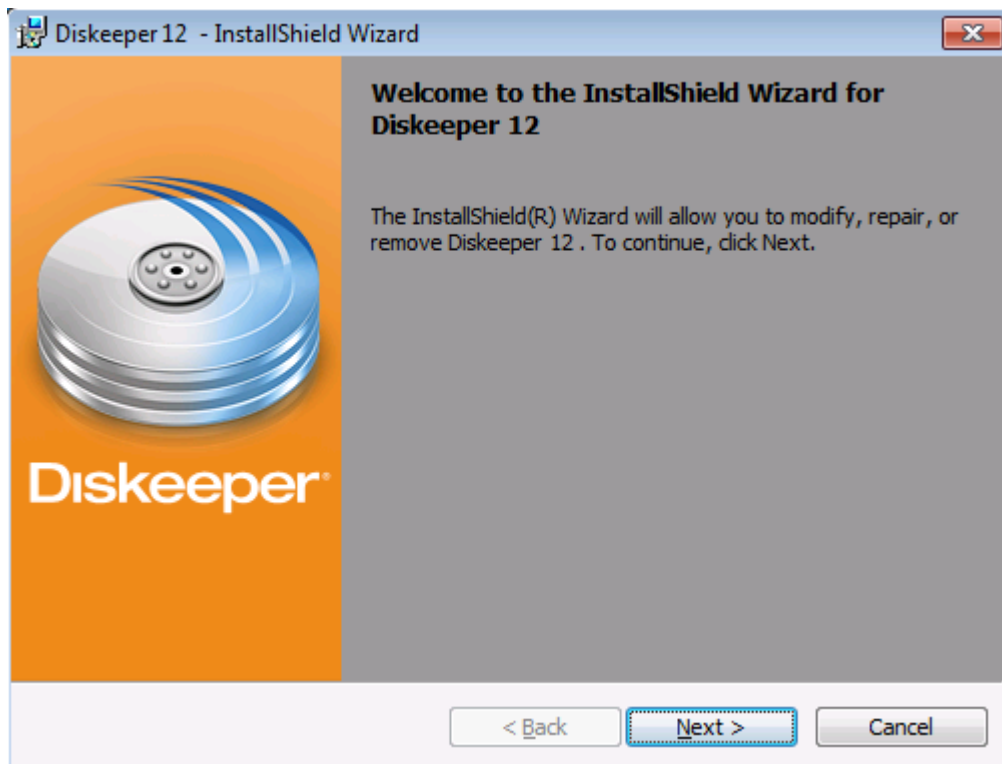 Diskeeper 12 - InstallShield Wizard
Welcome to the InstallShield Wizard for
Diskeeper 12
The InstallShield(R) Wizard will allow you to modify, repair, or
remove Diskeeper 12 . To continue, click Next.
Diskeeper®
< Back
Next >
Cancel